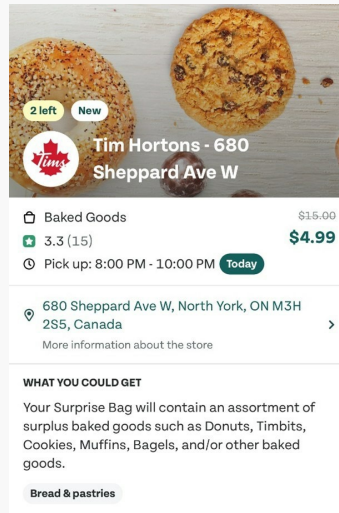 2 left New
Tims
Tim Hortons - 680
Sheppard Ave W
Baked Goods
$15.00
3.3 (15)
$4.99
Pick up: 8:00 PM - 10:00 PM Today
680 Sheppard Ave W, North York, ON M3H
2S5, Canada
More information about the store
WHAT YOU COULD GET
Your Surprise Bag will contain an assortment of
surplus baked goods such as Donuts, Timbits,
Cookies, Muffins, Bagels, and/or other baked
goods.
Bread & pastries